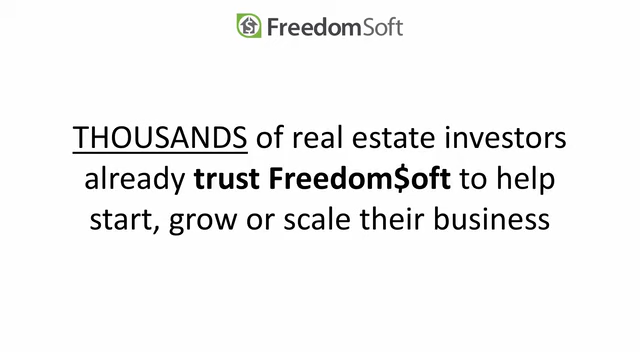 FreedomSoft
THOUSANDS of real estate investors
already trust Freedom$oft to help
start, grow or scale their business